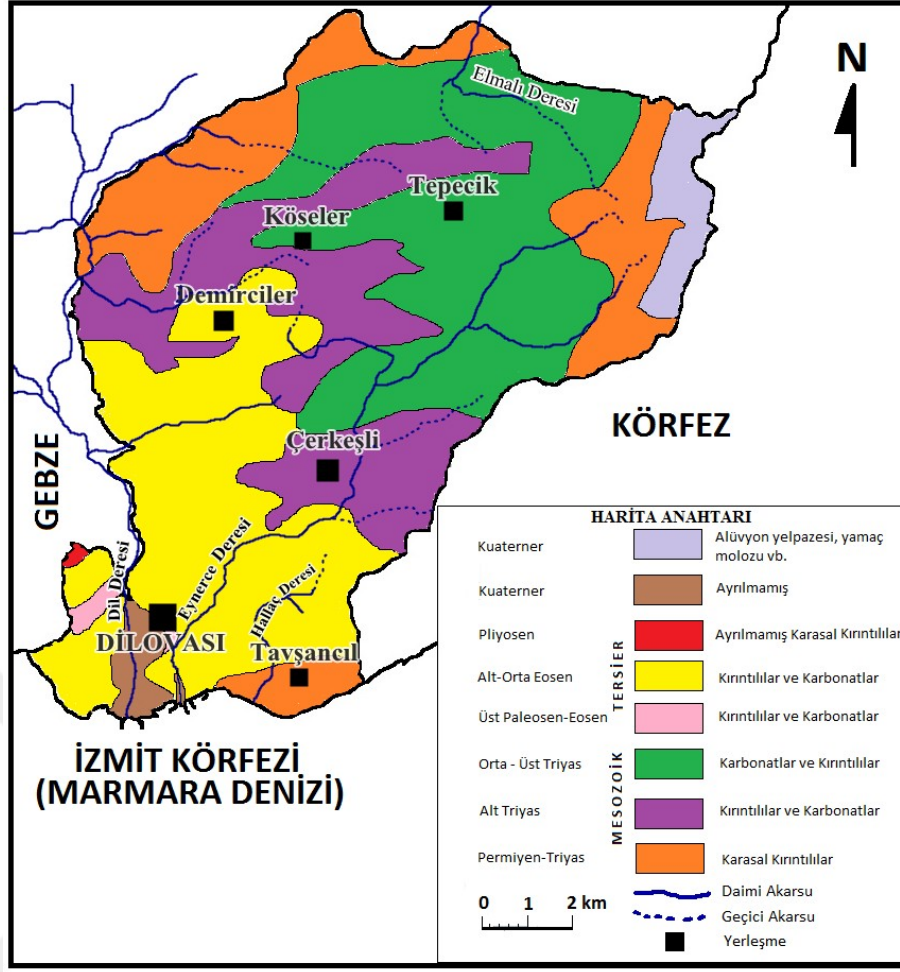 N
Elmalı Deresi
Tepecik
Köseler
Demirciler
KÖRFEZ
Çerkeşli
GEBZE
Dil Deresi
Eynerce Deresi
Hallaç Deresi
DİLOVASI
Tavşancıl
İZMİT KÖRFEZİ
(MARMARA DENİZİ)
HARİTA ANAHTARI
Kuaterner
Alüvyon yelpazesi, yamaç
molozu vb.
Kuaterner
Ayrılmamış
TERSİER
Pliyosen
Ayrılmamış Karasal Kırıntılılar
Alt-Orta Eosen
Kırıntılılar ve Karbonatlar
Üst Paleosen-Eosen
Kırıntılılar ve Karbonatlar
MESOZOİK
Orta - Üst Triyas
Karbonatlar ve Kırıntılılar
Alt Triyas
Kırıntılılar ve Karbonatlar
Permiyen-Triyas
Karasal Kırıntılılar
Daimi Akarsu
Geçici Akarsu
Yerleşme
0 1 2 km